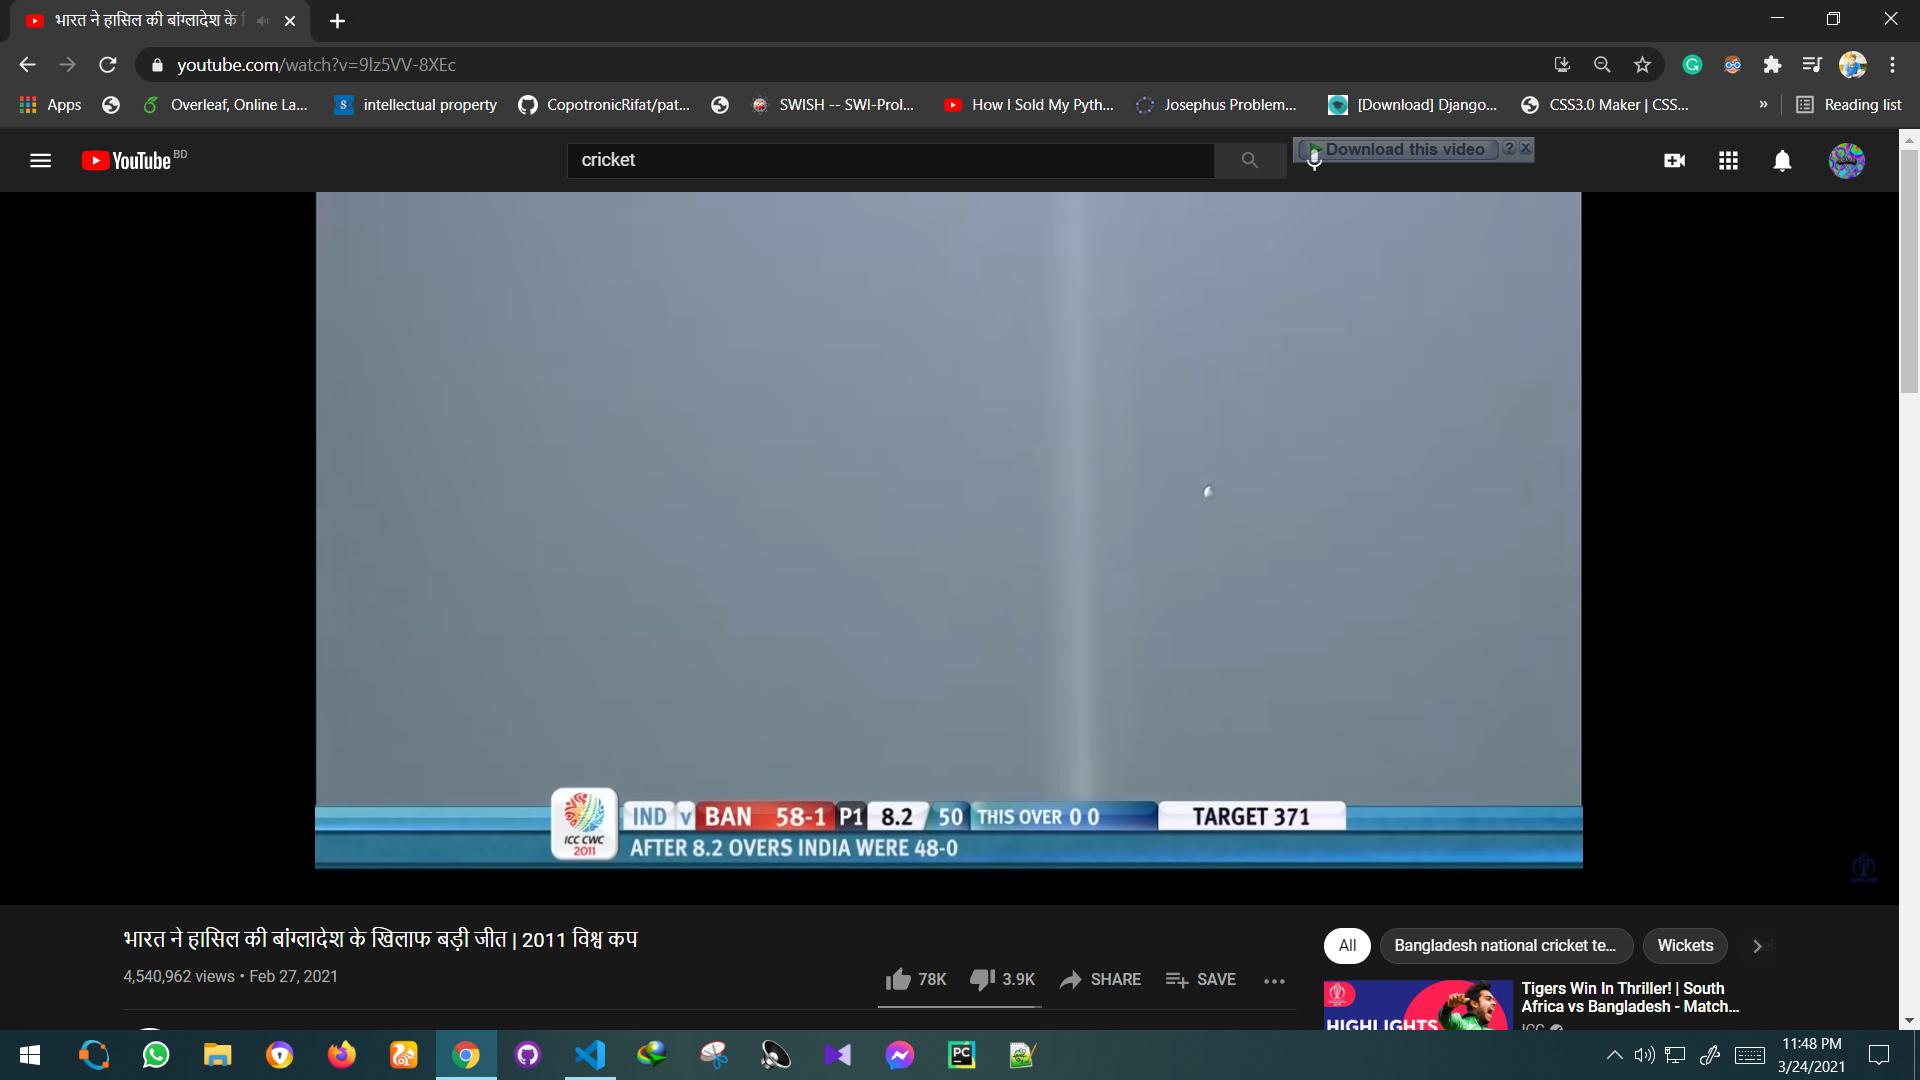 भारत ने हासिल की बांग्लादेश के
youtube.com/watch?v=9lz5VV-8XEc
Apps
Overleaf, Online La...
intellectual property
CopotronicRifat/pat...
SWISH -- SWI-Prol...
How I Sold My Pyth...
Josephus Problem...
[Download] Django...
CSS3.0 Maker | CSS...
»
Reading list
YouTube BD
cricket
Download this video
ICC CWC
2011
IND v BAN 58-1 P1 8.2 50 THIS OVER 0 0 TARGET 371
AFTER 8.2 OVERS INDIA WERE 48-0
भारत ने हासिल की बांग्लादेश के खिलाफ बड़ी जीत | 2011 विश्व कप
4,540,962 views • Feb 27, 2021
78K
3.9K
SHARE
SAVE
All
Bangladesh national cricket te...
Wickets
HIGHLIGHTS
Tigers Win In Thriller! | South
Africa vs Bangladesh - Match...
ICC
PC
11:48 PM
3/24/2021